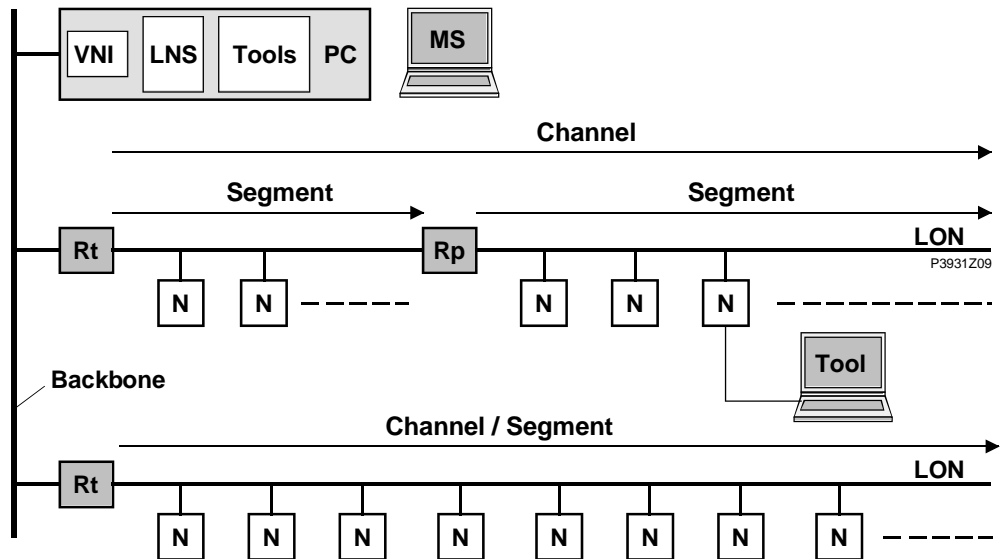 VNI LNS Tools PC MS
Channel
Segment Segment
Rt Rp LON
P3931Z09
N N N N N
Tool
Backbone
Channel / Segment
LON
Rt
N N N N N N N N